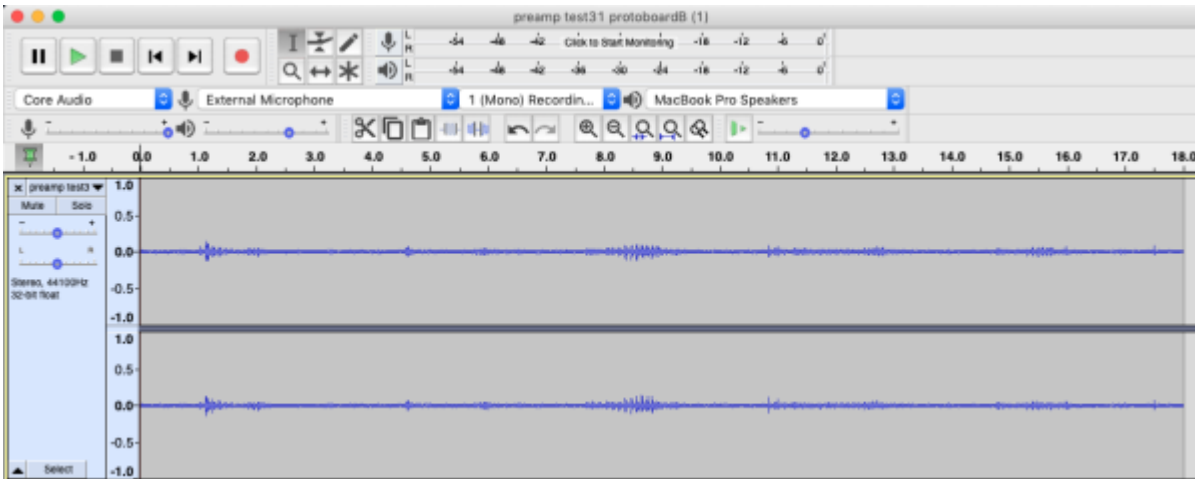 preamp test31 protoboardB (1)
L R -54 -48 -42 Click to Start Monitoring -18 -12 -6 0
L R -54 -48 -42 -36 -30 -24 -18 -12 -6 0
Core Audio External Microphone 1 (Mono) Recordin... MacBook Pro Speakers
- + - + - +
- 1.0 0.0 1.0 2.0 3.0 4.0 5.0 6.0 7.0 8.0 9.0 10.0 11.0 12.0 13.0 14.0 15.0 16.0 17.0 18.0
x preamp test3 1.0
Mute Solo
- + 0.5
L R 0.0
Stereo, 44100Hz
32-bit float -0.5
-1.0
1.0
0.5
0.0
-0.5
Select -1.0